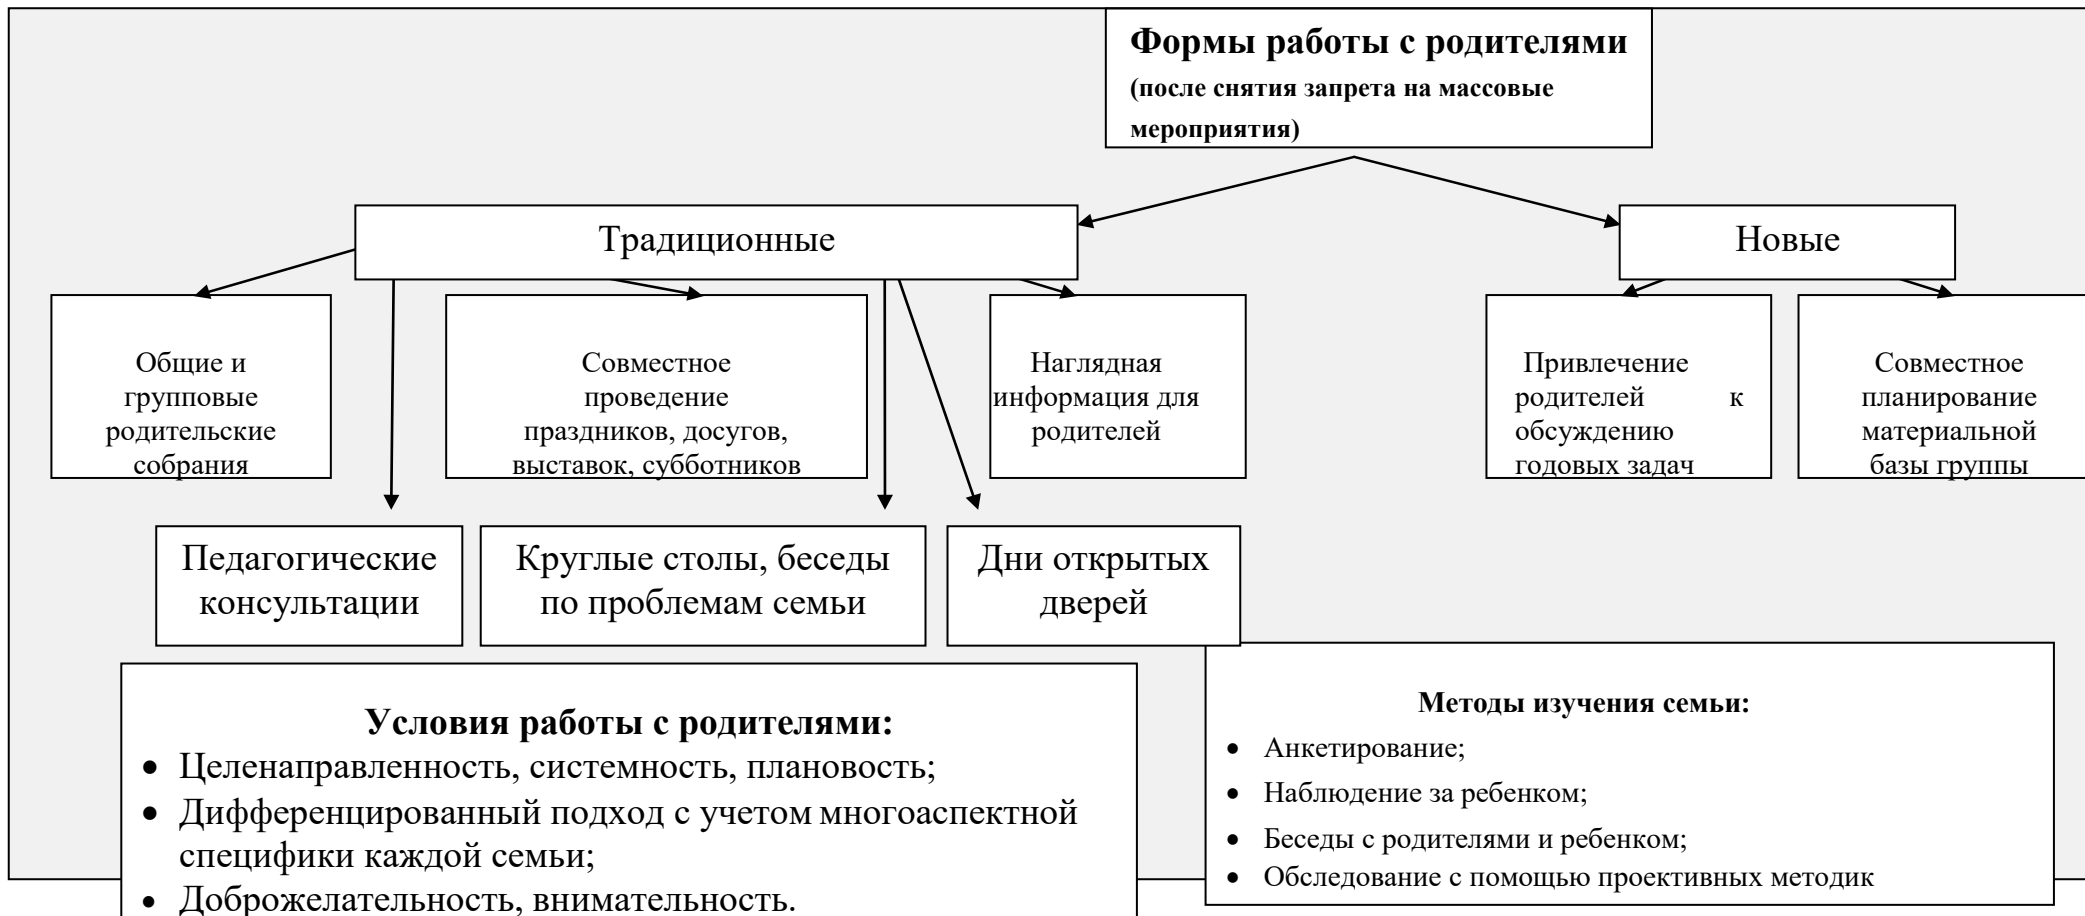 Формы работы с родителями
(после снятия запрета на массовые
мероприятия)
Традиционные
Новые
Общие и
групповые
родительские
собрания
Совместное
проведение
праздников, досугов,
выставок, субботников
Наглядная
информация для
родителей
Привлечение
родителей к
обсуждению
годовых задач
Совместное
планирование
материальной
базы группы
Педагогические
консультации
Круглые столы, беседы
по проблемам семьи
Дни открытых
дверей
Условия работы с родителями:
• Целенаправленность, системность, плановость;
• Дифференцированный подход с учетом многоаспектной
специфики каждой семьи;
• Доброжелательность, внимательность.
Методы изучения семьи:
• Анкетирование;
• Наблюдение за ребенком;
• Беседы с родителями и ребенком;
• Обследование с помощью проективных методик